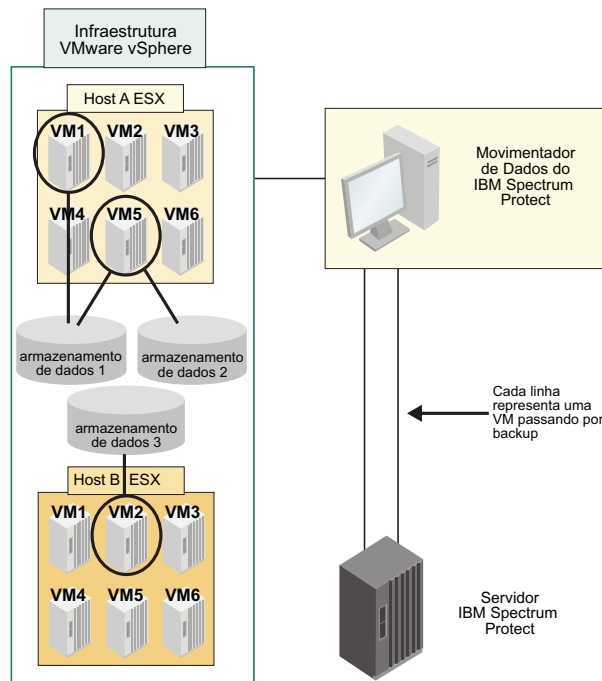 Infraestrutura
VMware vSphere
Host A ESX
VM1 VM2 VM3
VM4 VM5 VM6
armazenamento
de dados 1
armazenamento
de dados 2
armazenamento
de dados 3
Host B ESX
VM1 VM2 VM3
VM4 VM5 VM6
Movimentador
de Dados do
IBM Spectrum
Protect
Cada linha
representa uma
VM passando por
backup
Servidor
IBM Spectrum
Protect